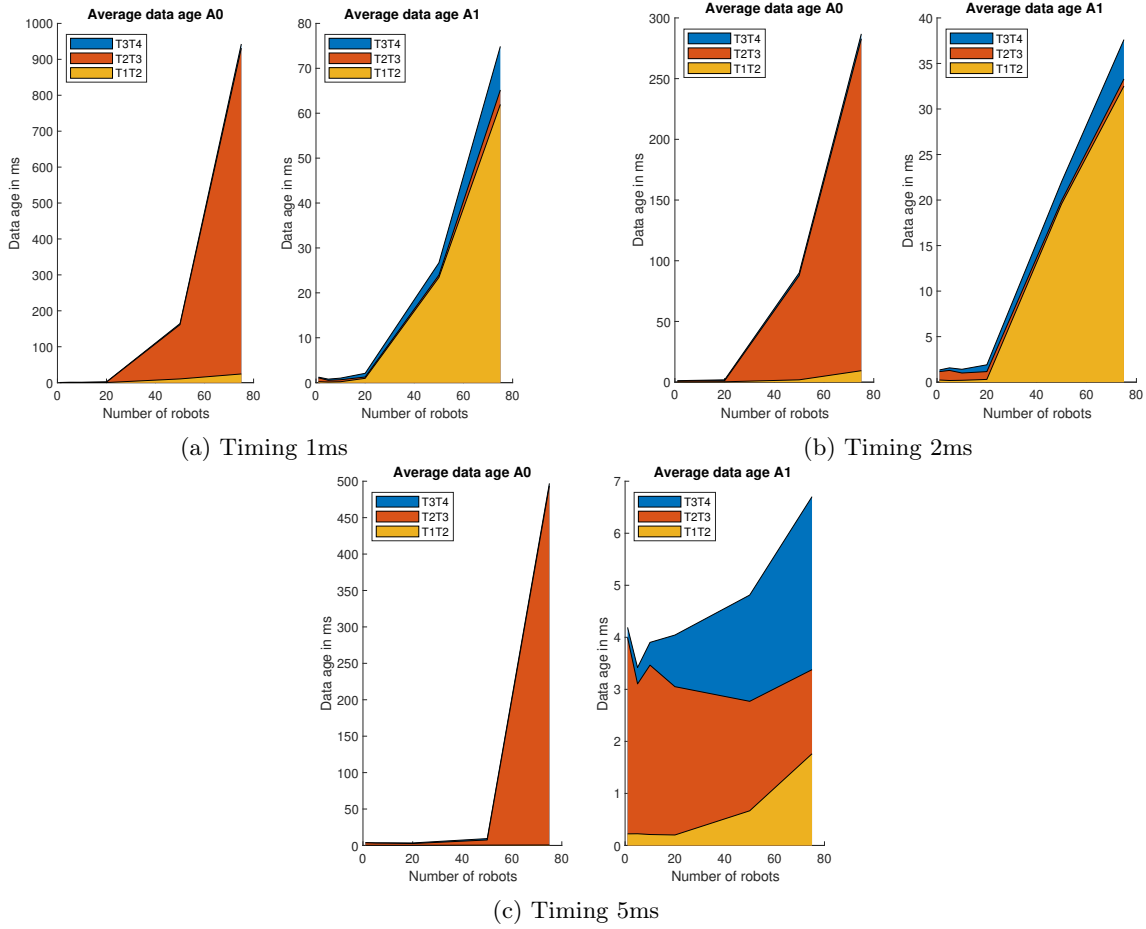 Average data age A0
1000
900
800
700
600
500
400
300
200
100
0
Data age in ms
T3T4
T2T3
T1T2
0 20 40 60 80
Number of robots
Average data age A1
80
70
60
50
40
30
20
10
0
Data age in ms
T3T4
T2T3
T1T2
0 20 40 60 80
Number of robots
(a) Timing 1ms
Average data age A0
300
250
200
150
100
50
0
Data age in ms
T3T4
T2T3
T1T2
0 20 40 60 80
Number of robots
Average data age A1
40
35
30
25
20
15
10
5
0
Data age in ms
T3T4
T2T3
T1T2
0 20 40 60 80
Number of robots
(b) Timing 2ms
Average data age A0
500
450
400
350
300
250
200
150
100
50
0
Data age in ms
T3T4
T2T3
T1T2
0 20 40 60 80
Number of robots
Average data age A1
7
6
5
4
3
2
1
0
Data age in ms
T3T4
T2T3
T1T2
0 20 40 60 80
Number of robots
(c) Timing 5ms